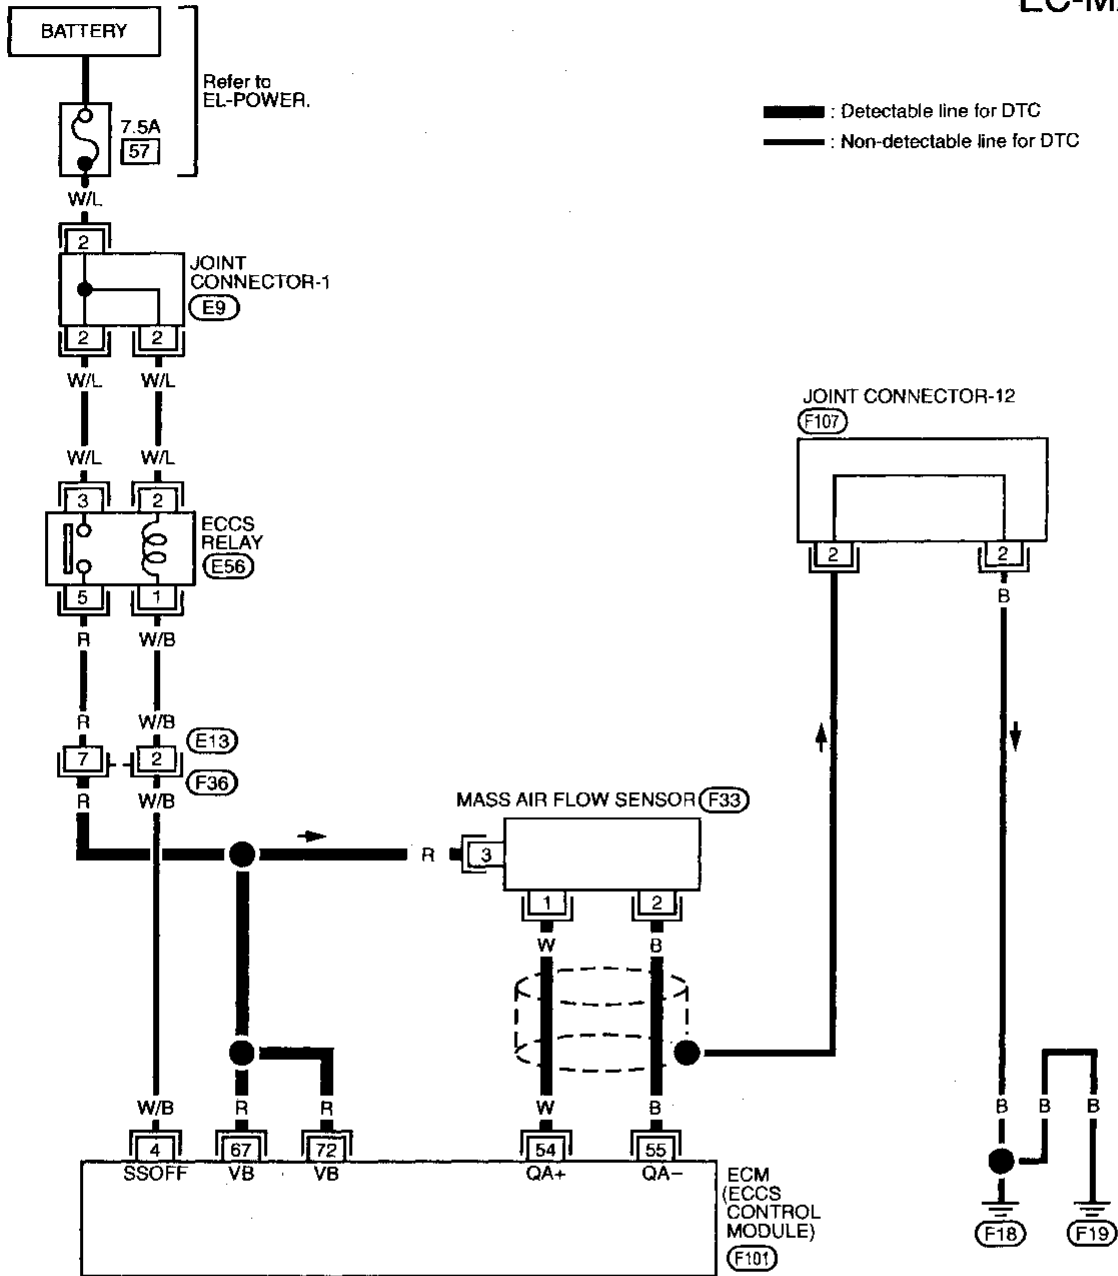 BATTERY
Refer to
EL-POWER.
7.5A
57
: Detectable line for DTC
: Non-detectable line for DTC
W/L
2
JOINT
CONNECTOR-1
E9
2 2
W/L W/L
W/L W/L
3 2
ECCS
RELAY
E56
5 1
R W/B
R W/B
E13
7 2
F36
R W/B
JOINT CONNECTOR-12
F107
2 2
B
MASS AIR FLOW SENSOR F33
R 3
1 2
W B
W/B R R W B
B B B
4 67 72 54 55
SSOFF VB VB QA+ QA-
ECM
(ECCS
CONTROL
MODULE)
F101
F18 F19